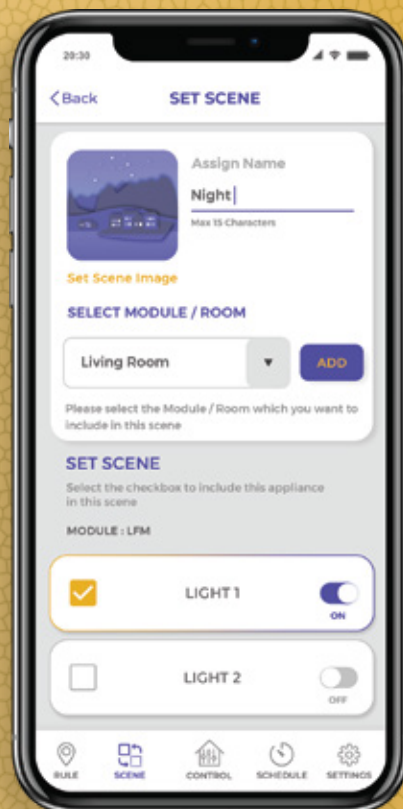 20:30
Back
SET SCENE
Assign Name
Night
Max 15 Characters
Set Scene Image
SELECT MODULE / ROOM
Living Room
ADD
Please select the Module / Room which you want to
include in this scene
SET SCENE
Select the checkbox to include this appliance
in this scene
MODULE : LFM
LIGHT 1
ON
LIGHT 2
OFF
RULE
SCENE
CONTROL
SCHEDULE
SETTINGS